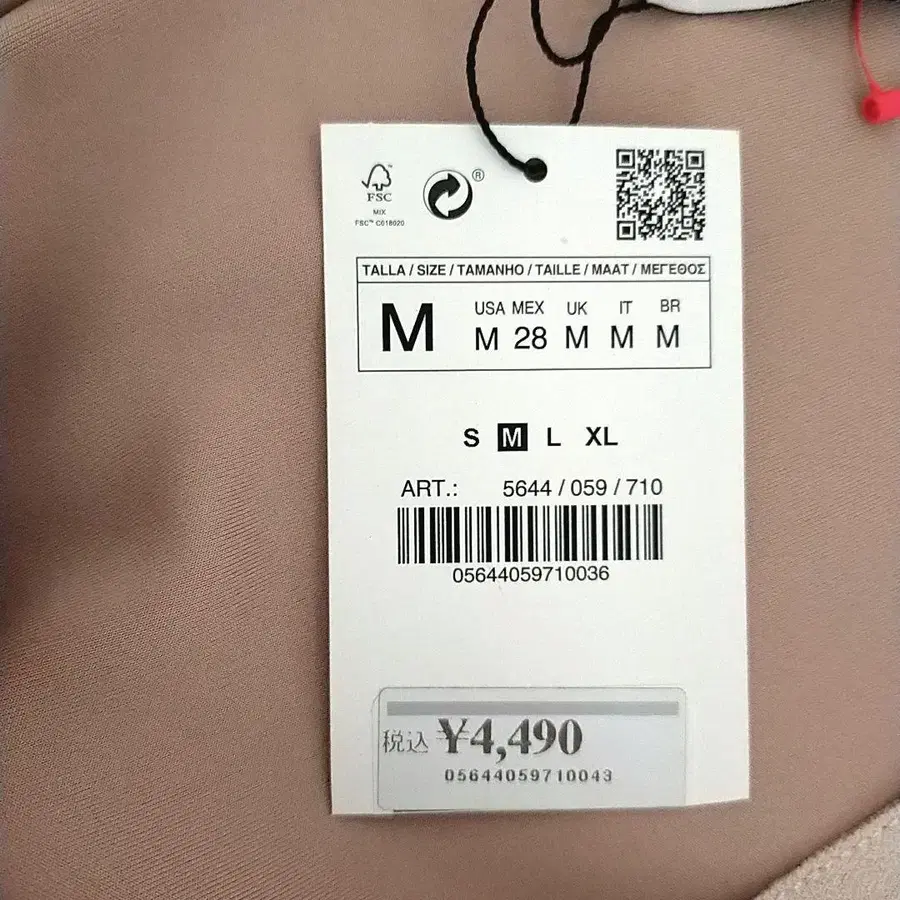 FSC™
MIX
FSC™ C018020
®
TALLA / SIZE / TAMANHO / TAILLE / MAAT / ΜΕΓΕΘΟΣ
M
USA MEX UK IT BR
M 28 M M M
S M L XL
ART.: 5644 / 059 / 710
05644059710036
税込 ¥4,490
05644059710043